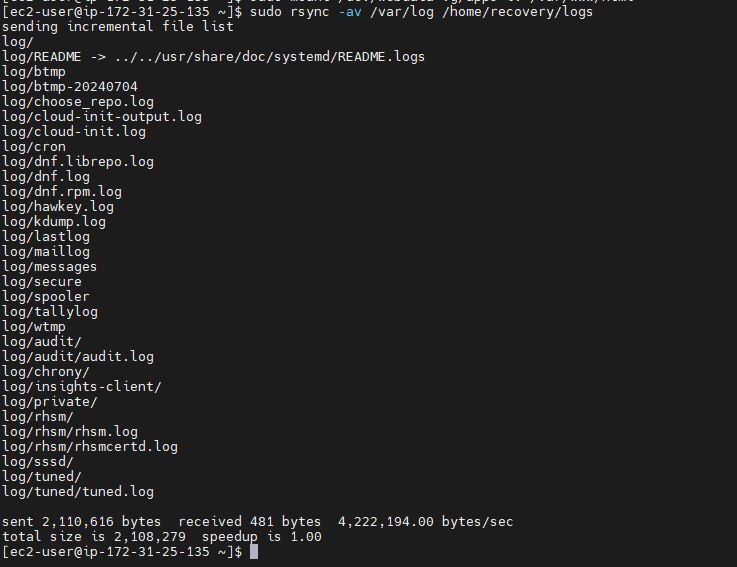 [ec2-user@ip-172-31-25-135 ~]$ sudo rsync -av /var/log /home/recovery/logs
sending incremental file list
log/
log/README -> ../../usr/share/doc/systemd/README.logs
log/btmp
log/btmp-20240704
log/choose_repo.log
log/cloud-init-output.log
log/cloud-init.log
log/cron
log/dnf.librepo.log
log/dnf.log
log/dnf.rpm.log
log/hawkey.log
log/kdump.log
log/lastlog
log/maillog
log/messages
log/secure
log/spooler
log/tallylog
log/wtmp
log/audit/
log/audit/audit.log
log/chrony/
log/insights-client/
log/private/
log/rhsm/
log/rhsm/rhsm.log
log/rhsm/rhsmcertd.log
log/sssd/
log/tuned/
log/tuned/tuned.log
sent 2,110,616 bytes  received 481 bytes  4,222,194.00 bytes/sec
total size is 2,108,279  speedup is 1.00
[ec2-user@ip-172-31-25-135 ~]$